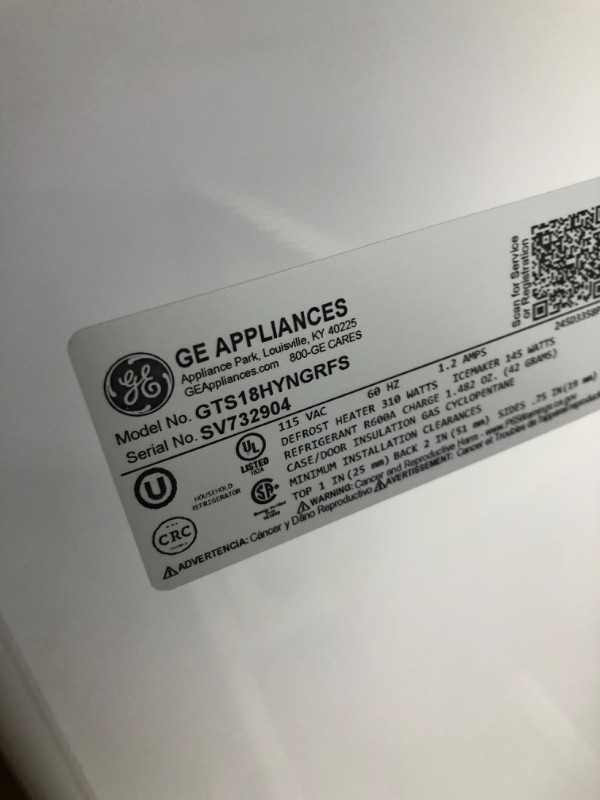 GE
GE APPLIANCES
Appliance Park, Louisville, KY 40225
GEAppliances.com 800-GE CARES
Model No. GTS18HYNGRFS
Serial No. SV732904
Scan for Service
or Registration
115 VAC 60 HZ 1.2 AMPS
DEFROST HEATER 310 WATTS ICEMAKER 145 WATTS
REFRIGERANT R600A CHARGE 1.482 OZ. (42 GRAMS)
CASE/DOOR INSULATION GAS CYCLOPENTANE
MINIMUM INSTALLATION CLEARANCES
TOP 1 IN (25 mm) BACK 2 IN (51 mm) SIDES .75 IN (19 mm)
U
HOUSEHOLD
REFRIGERATOR
UL
LISTED
CRC
WARNING: Cancer and Reproductive Harm - www.P65Warnings.ca.gov
ADVERTENCIA: Cáncer y Daño Reproductivo AVERTISSEMENT: Cancer et Troubles de l'appareil reproducteur